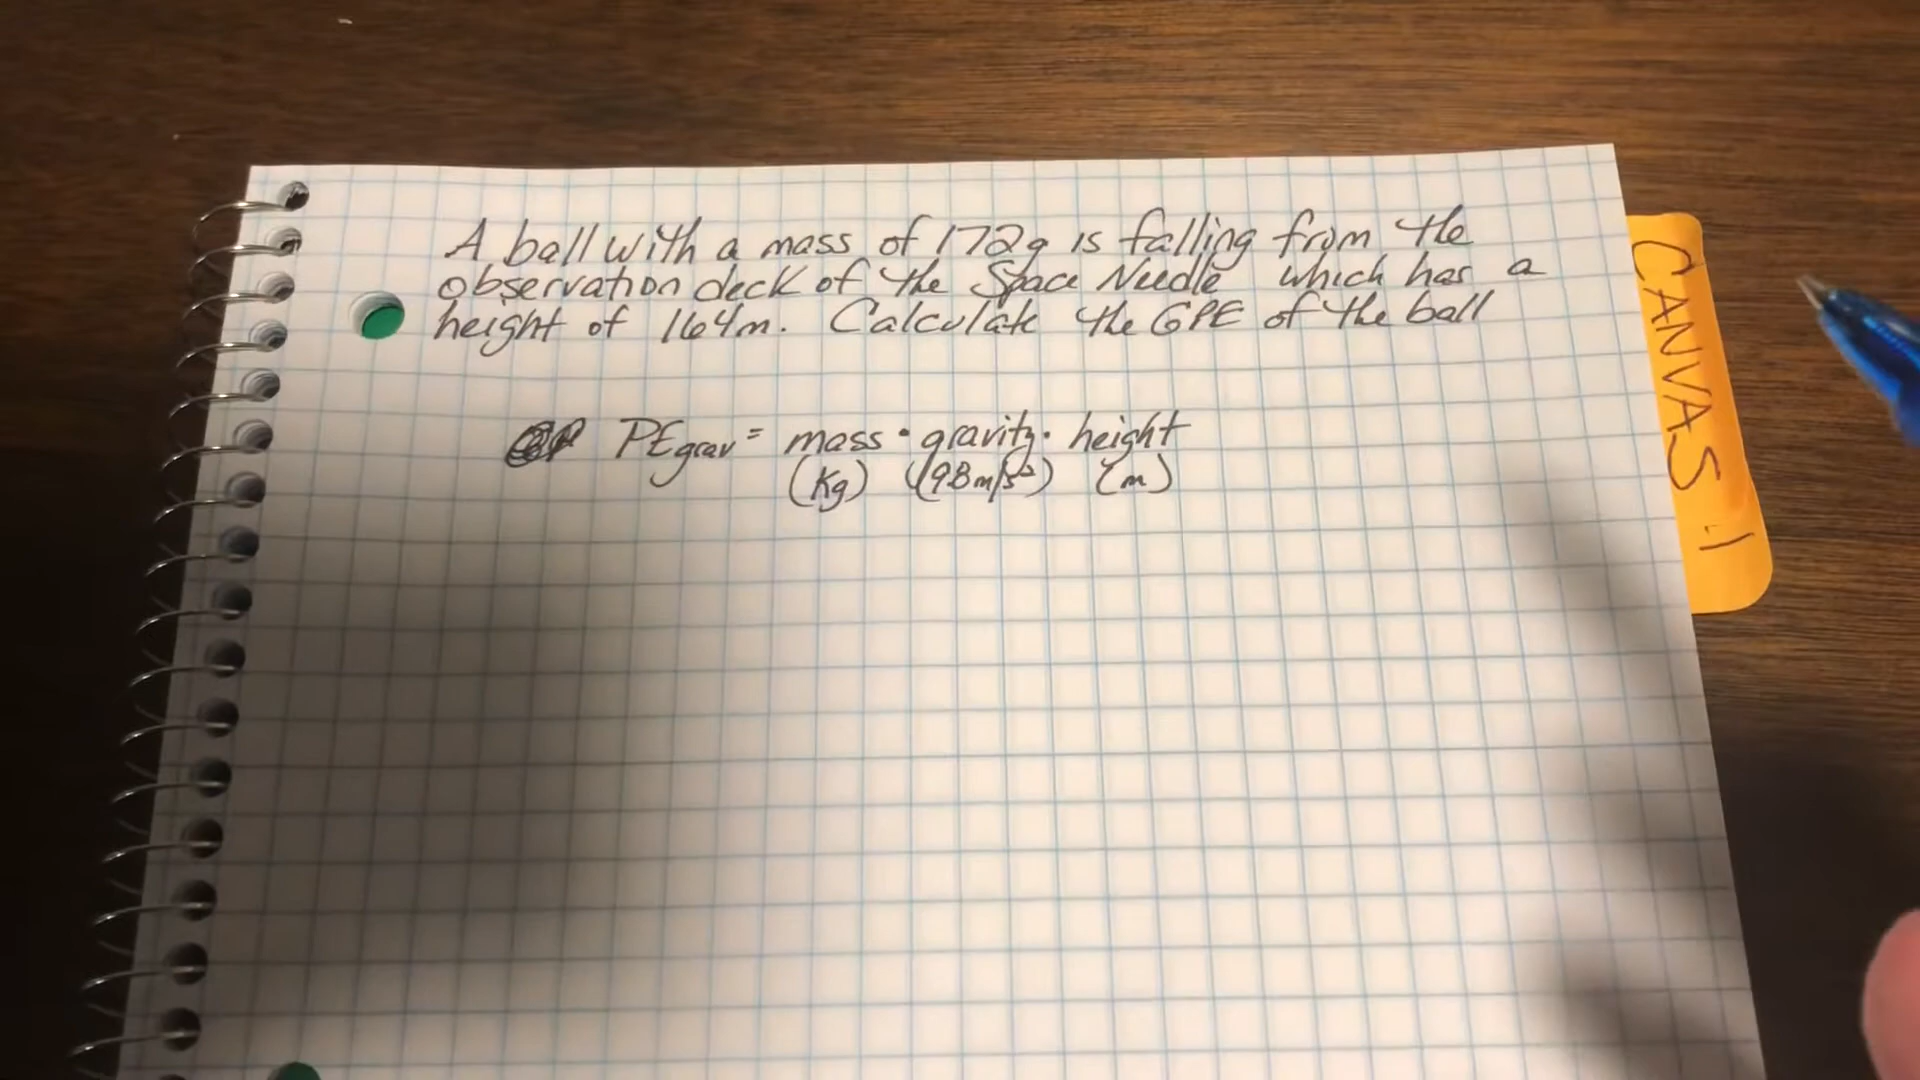 A ball with a mass of 172g is falling from the
observation deck of the Space Needle which has a
height of 164m. Calculate the GPE of the ball
PEgrav = mass · gravity · height
(Kg) (9.8m/s²) (m)
CANVAS :1